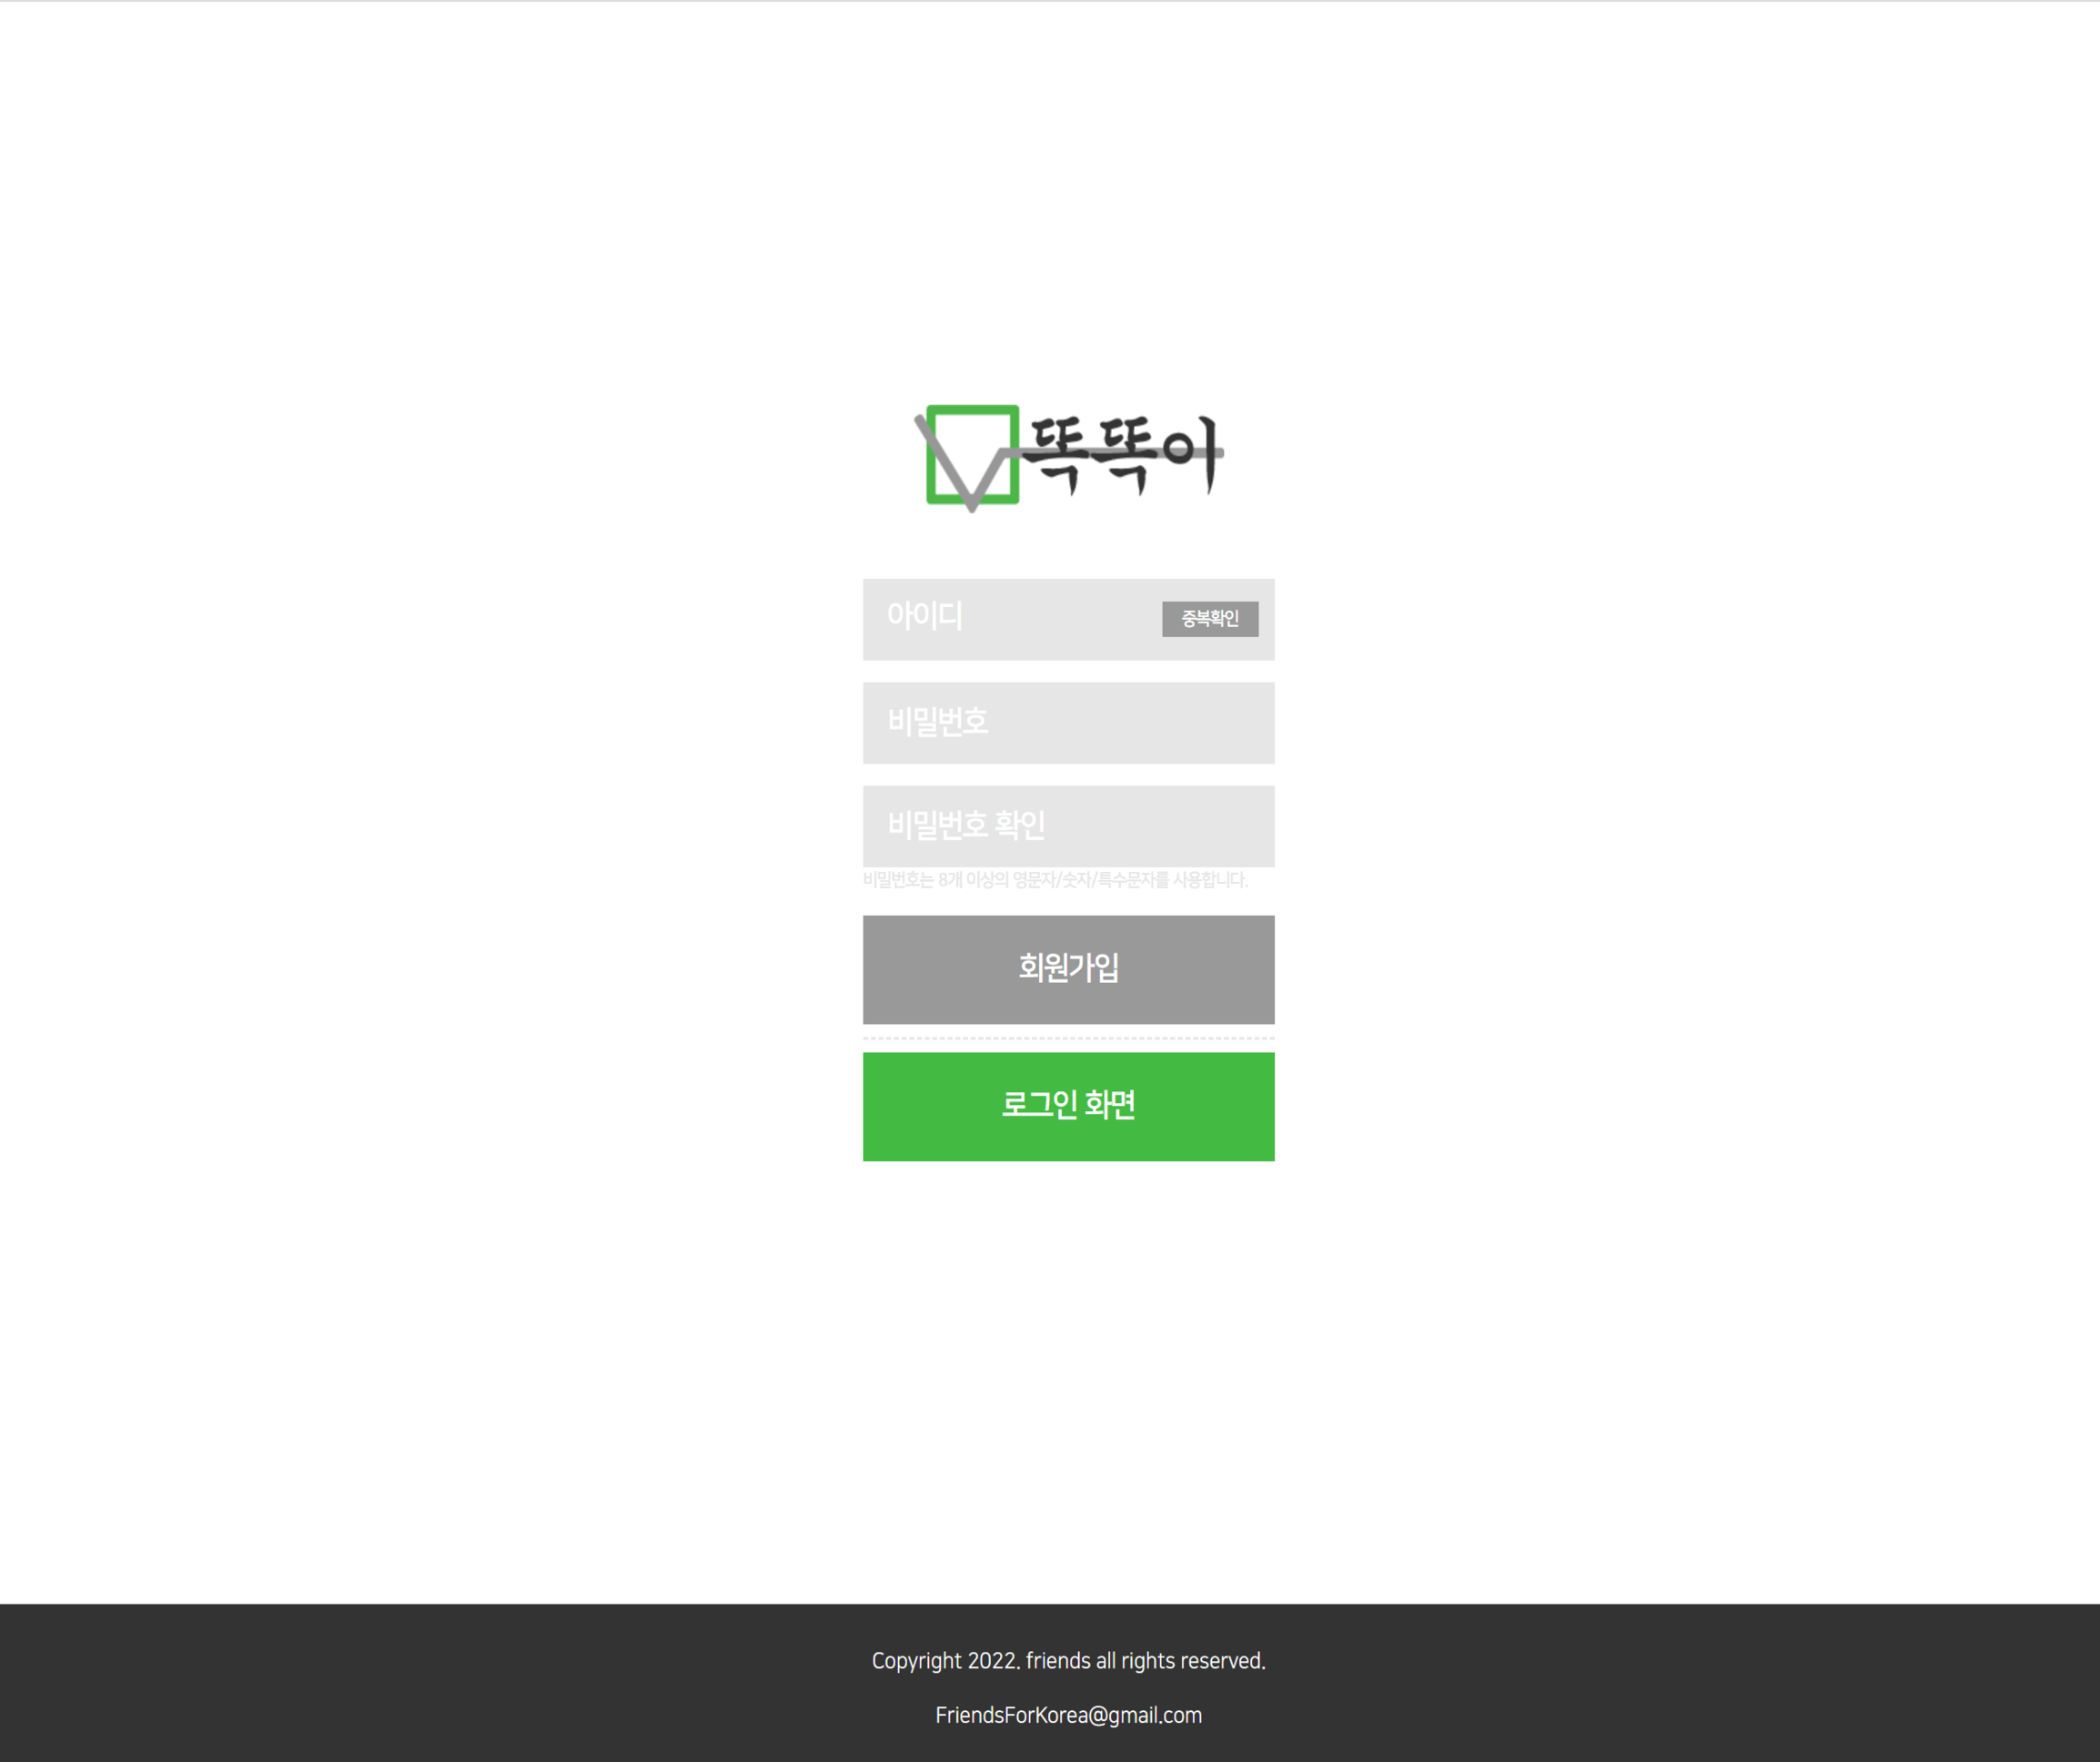 똑똑이
아이디
중복확인
비밀번호
비밀번호 확인
비밀번호는 8개 이상의 영문자/숫자/특수문자를 사용합니다.
회원가입
로그인 화면
Copyright 2022. friends all rights reserved.
FriendsForKorea@gmail.com